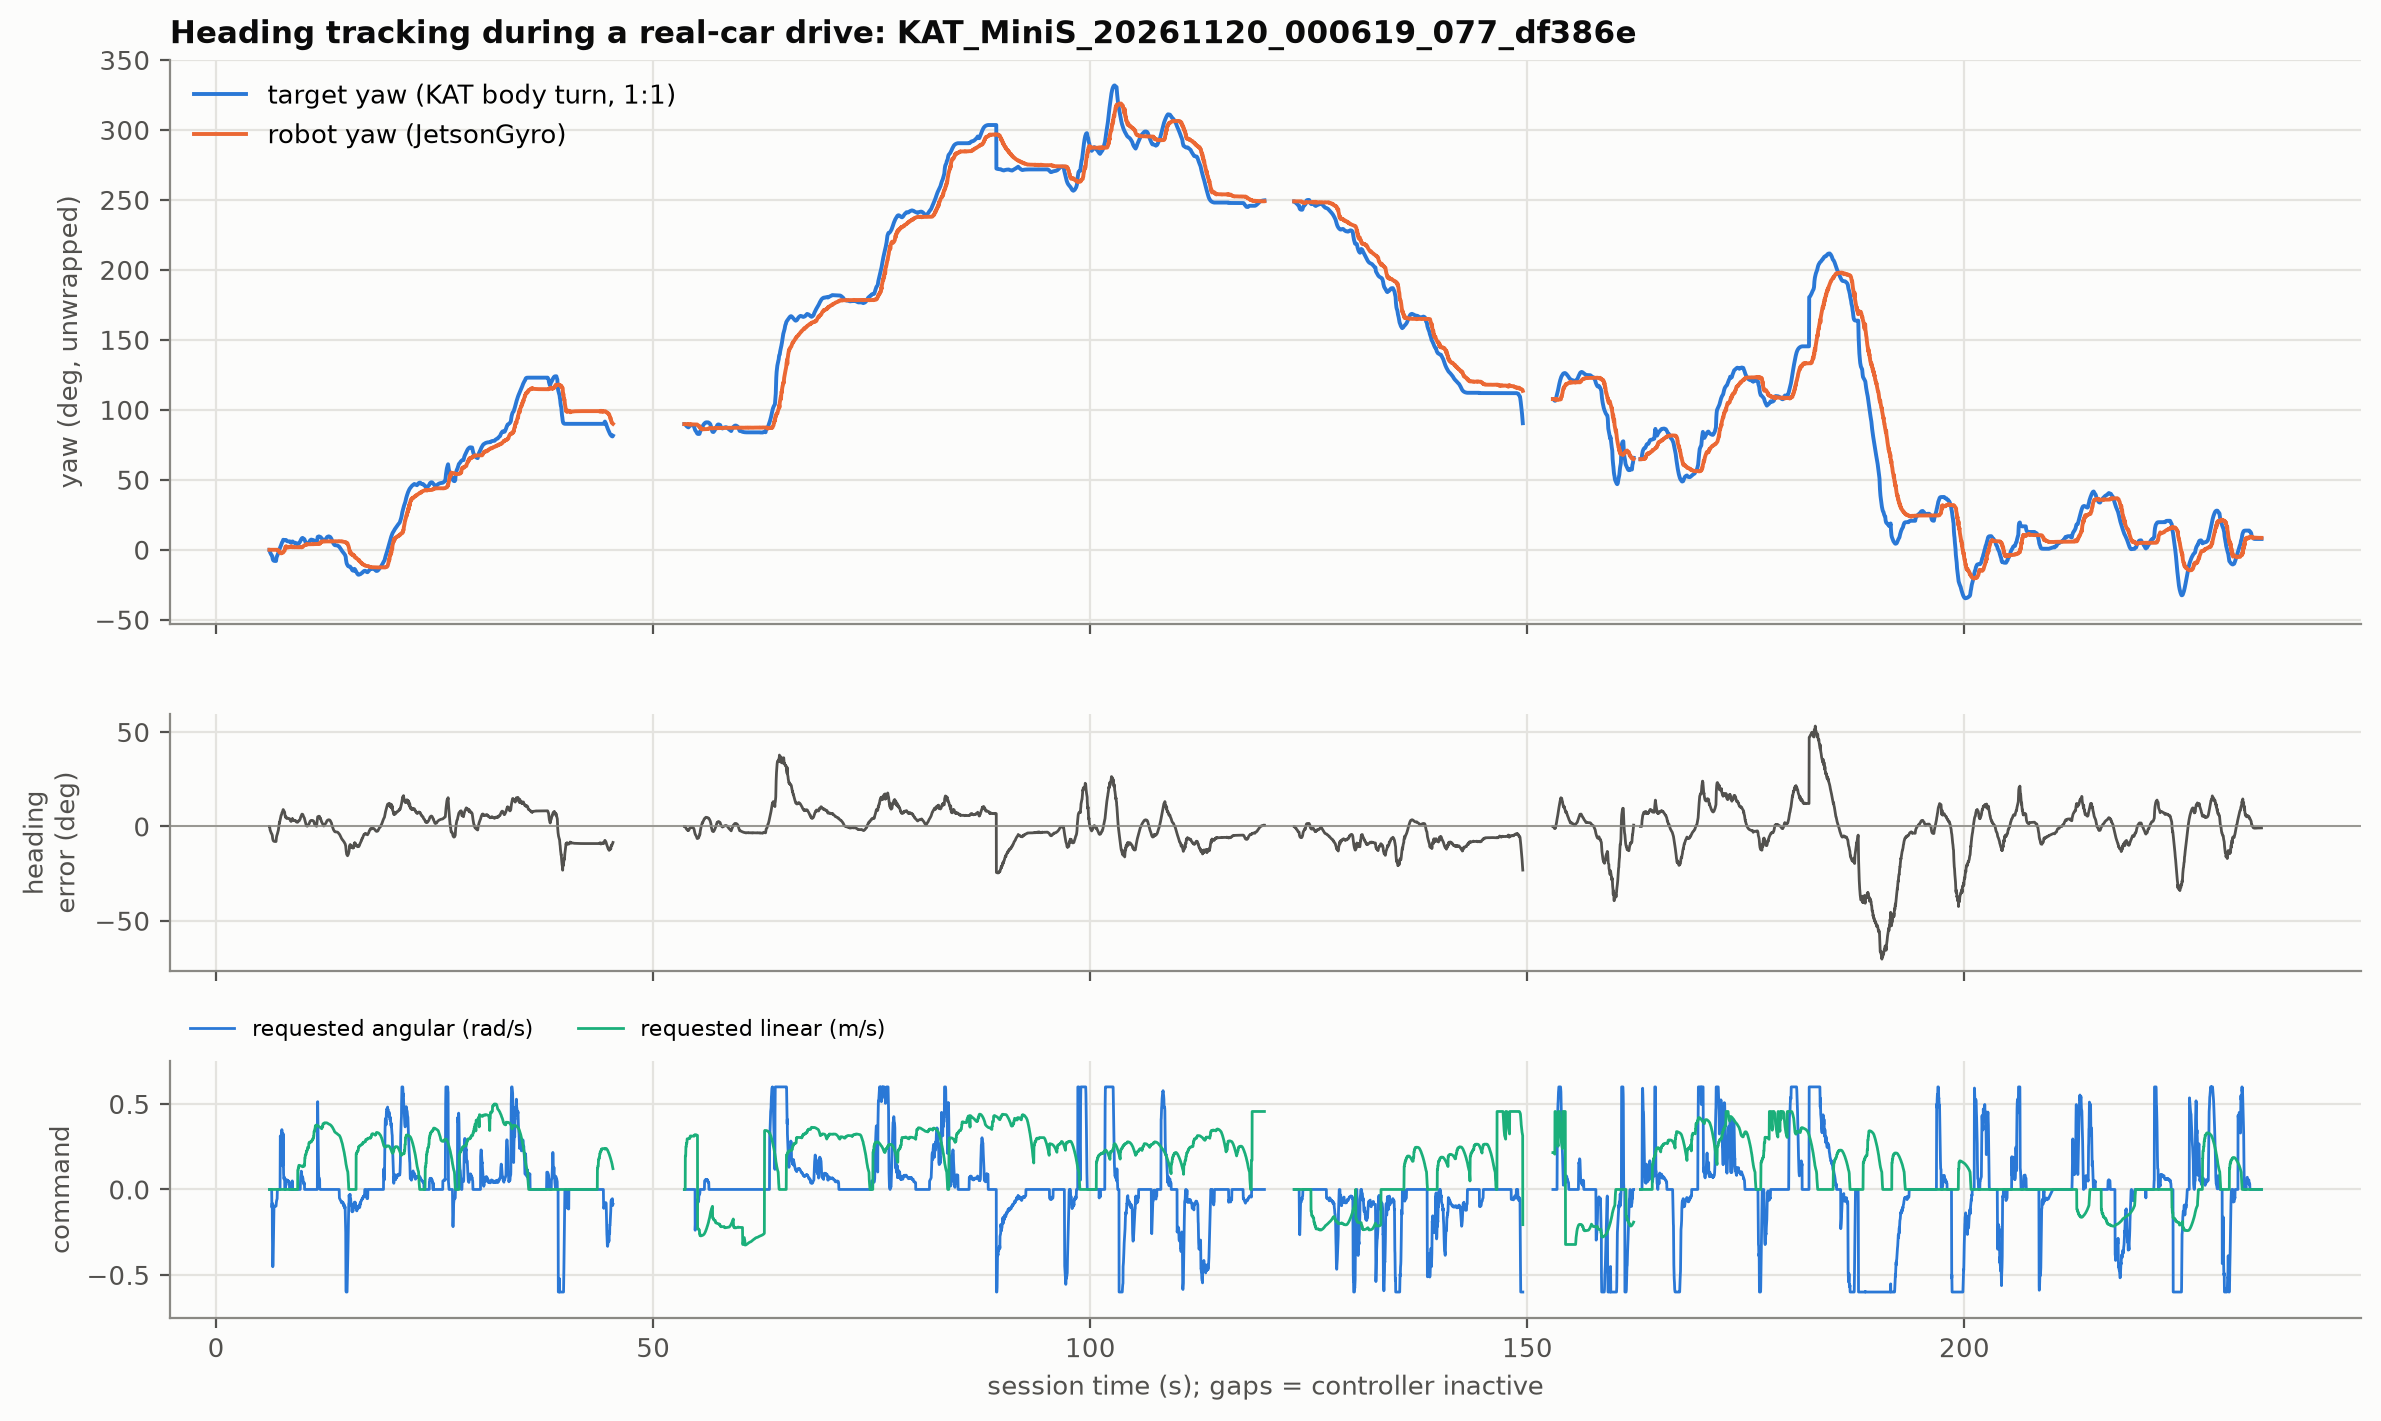 Heading tracking during a real-car drive: KAT_MiniS_20261120_000619_077_df386e
target yaw (KAT body turn, 1:1)
robot yaw (JetsonGyro)
yaw (deg, unwrapped)
350
300
250
200
150
100
50
0
−50
heading
error (deg)
50
0
−50
requested angular (rad/s)
requested linear (m/s)
command
0.5
0.0
−0.5
0
50
100
150
200
session time (s); gaps = controller inactive